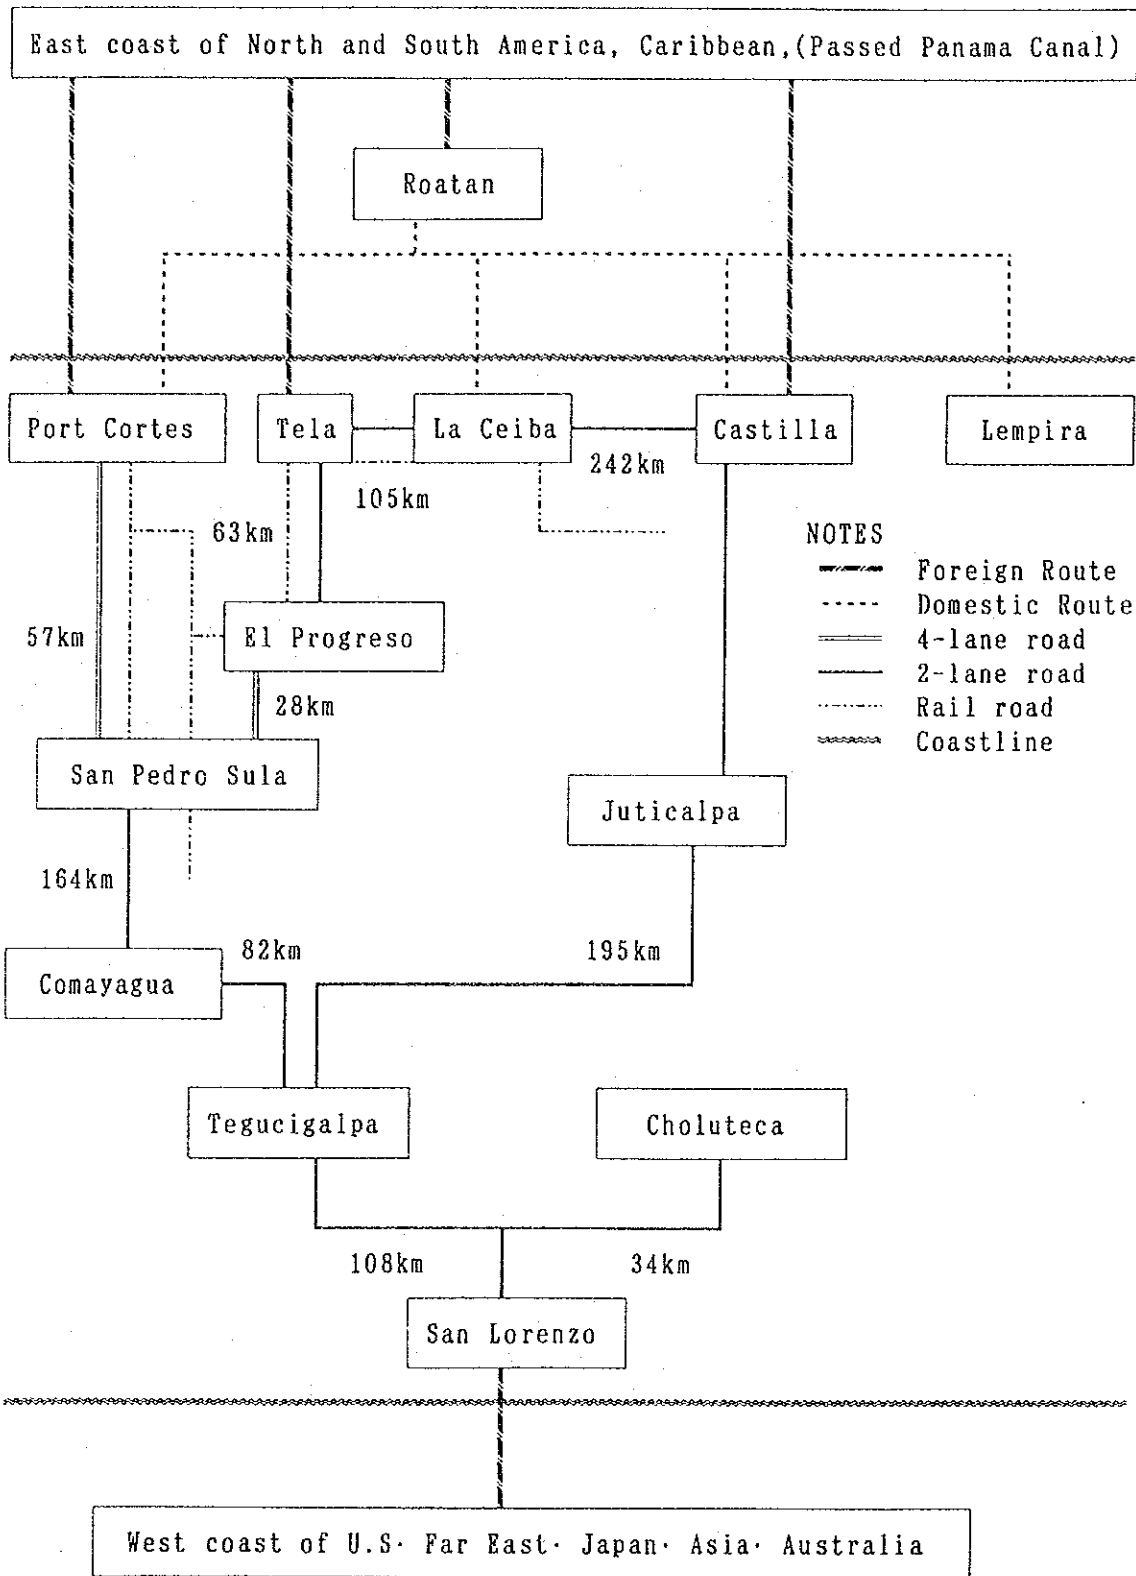 East coast of North and South America, Caribbean,(Passed Panama Canal)
Roatan
Port Cortes
Tela
La Ceiba
Castilla
Lempira
242km
105km
63km
NOTES
Foreign Route
Domestic Route
4-lane road
2-lane road
Rail road
Coastline
57km
El Progreso
28km
San Pedro Sula
Juticalpa
164km
82km
195km
Comayagua
Tegucigalpa
Choluteca
108km
34km
San Lorenzo
West coast of U.S· Far East· Japan· Asia· Australia